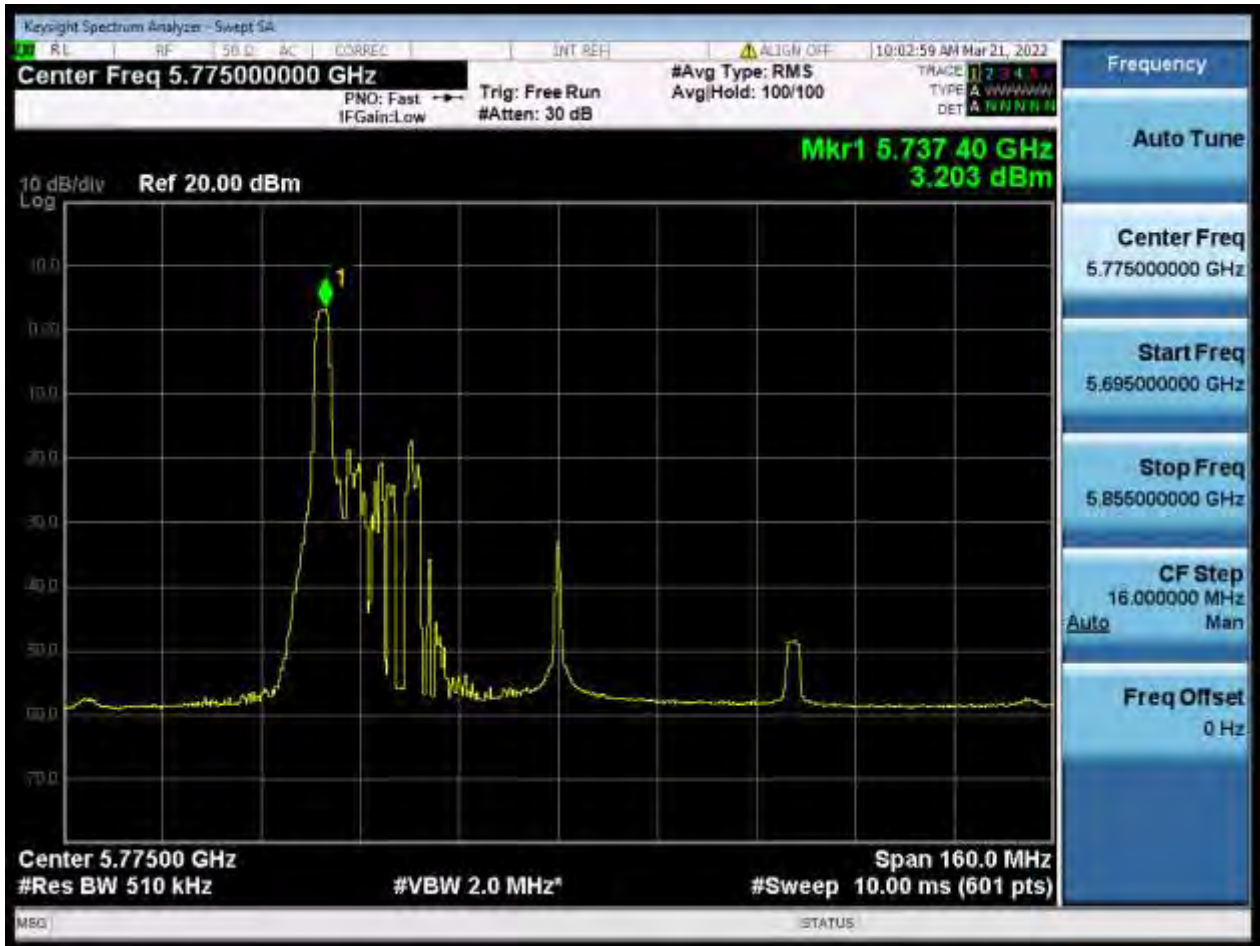 Keysight Spectrum Analyzer - Swept SA
RL RF 50 Ω AC CORREC INT REF ALIGN OFF 10:02:59 AM Mar 21, 2022
Center Freq 5.775000000 GHz
#Avg Type: RMS
TRACE 1 2 3 4 5 6
PNO: Fast
Trig: Free Run
Avg|Hold: 100/100
TYPE A WWWWW
IFGain:Low
#Atten: 30 dB
DET A N N N N N
Frequency
Mkr1 5.737 40 GHz
3.203 dBm
10 dB/div Ref 20.00 dBm
Log
10.0
1
0.00
10.0
20.0
30.0
40.0
50.0
60.0
70.0
Center 5.77500 GHz
Span 160.0 MHz
#Res BW 510 kHz
#VBW 2.0 MHz*
#Sweep 10.00 ms (601 pts)
Auto Tune
Center Freq
5.775000000 GHz
Start Freq
5.695000000 GHz
Stop Freq
5.855000000 GHz
CF Step
16.000000 MHz
Auto Man
Freq Offset
0 Hz
MSG STATUS